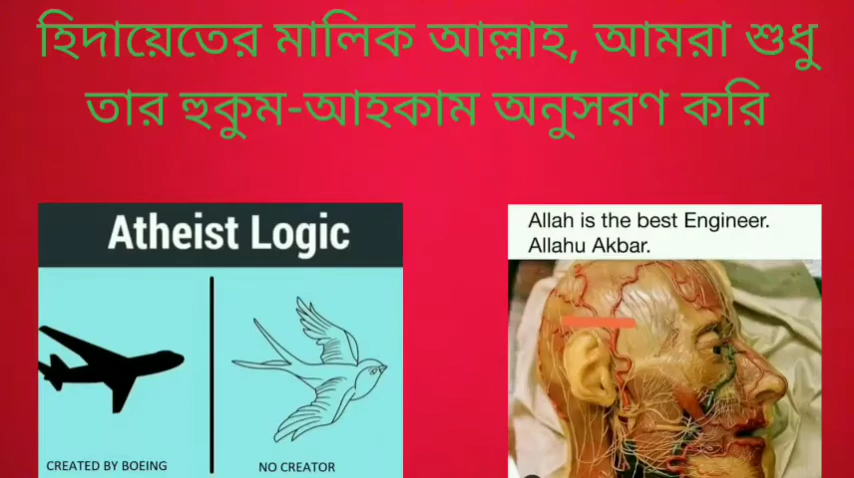 হিদায়েতের মালিক আল্লাহ, আমরা শুধু
তার হুকুম-আহকাম অনুসরণ করি
Atheist Logic
CREATED BY BOEING
NO CREATOR
Allah is the best Engineer.
Allahu Akbar.